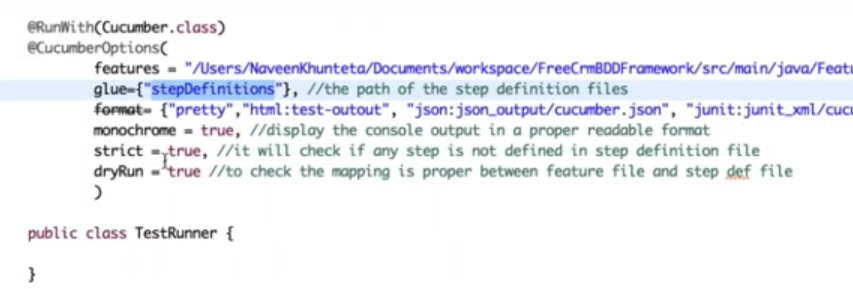 @RunWith(Cucumber.class)
@CucumberOptions(
features = "/Users/NaveenKhunteta/Documents/workspace/FreeCrmBDDFramework/src/main/java/Featu
glue={"stepDefinitions"}, //the path of the step definition files
format= {"pretty","html:test-outout", "json:json_output/cucumber.json", "junit:junit_xml/cucu
monochrome = true, //display the console output in a proper readable format
strict = true, //it will check if any step is not defined in step definition file
dryRun = true //to check the mapping is proper between feature file and step def file
)
public class TestRunner {
}